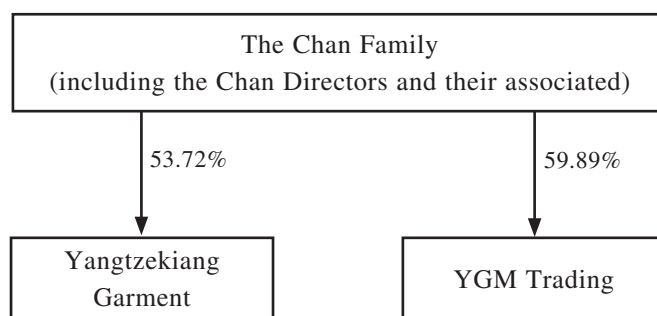 The Chan Family
(including the Chan Directors and their associated)
53.72%
59.89%
Yangtzekiang
Garment
YGM Trading